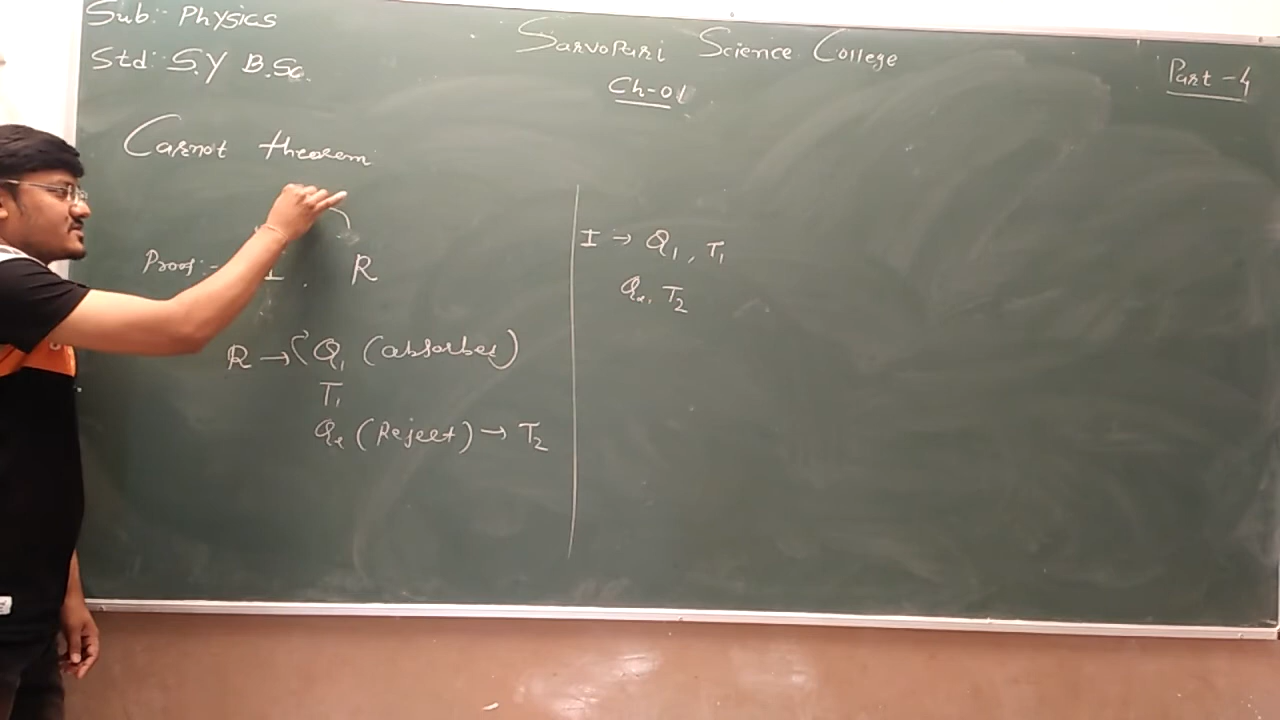 Sub:- Physics
Std:- S.Y B.Sc.
Sarvopari Science College
Ch-01
Part-4
Carnot theorem
Proof:- I, R
R → Q₁ (absorbes)
T₁
Q₂ (Reject) → T₂
I → Q₁, T₁
Q₂, T₂